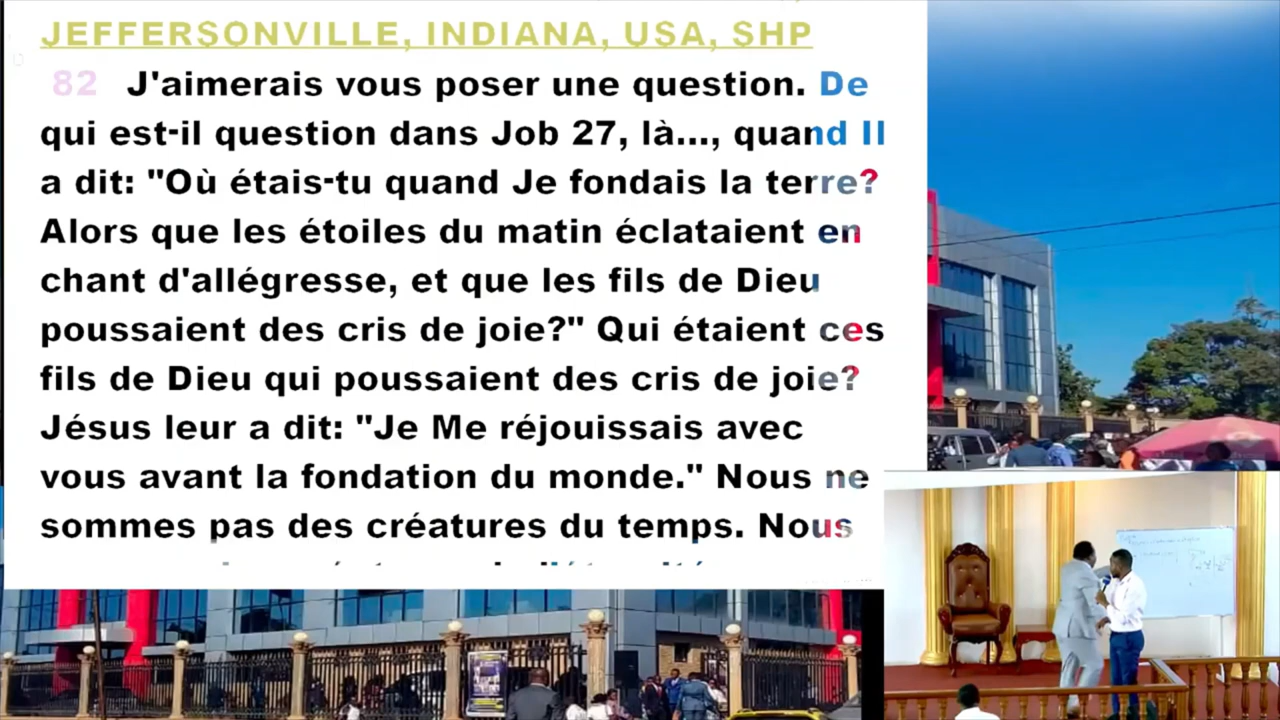 JEFFERSONVILLE, INDIANA, USA, SHP
82 J'aimerais vous poser une question. De
qui est-il question dans Job 27, là..., quand Il
a dit: "Où étais-tu quand Je fondais la terre?
Alors que les étoiles du matin éclataient en
chant d'allégresse, et que les fils de Dieu
poussaient des cris de joie?" Qui étaient ces
fils de Dieu qui poussaient des cris de joie?
Jésus leur a dit: "Je Me réjouissais avec
vous avant la fondation du monde." Nous ne
sommes pas des créatures du temps. Nous